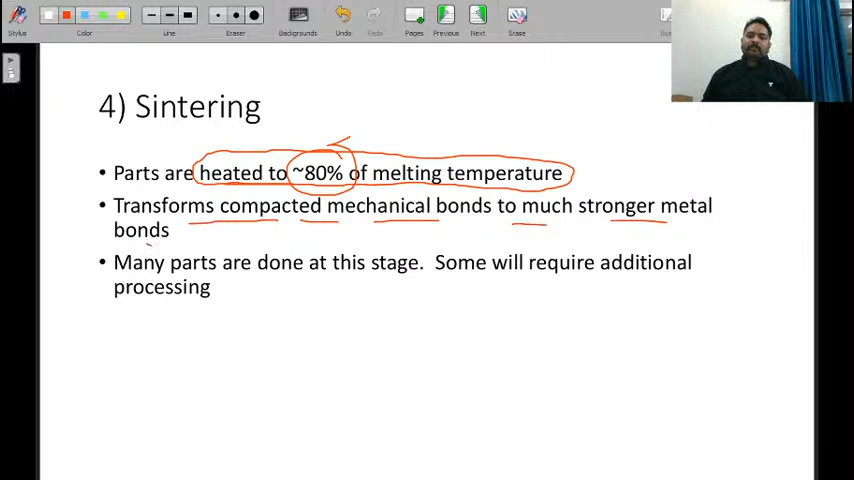 Stylus
Color
Line
Eraser
Backgrounds
Undo
Redo
Pages
Previous
Next
Erase
4) Sintering
• Parts are heated to ~80% of melting temperature
• Transforms compacted mechanical bonds to much stronger metal
bonds
• Many parts are done at this stage. Some will require additional
processing